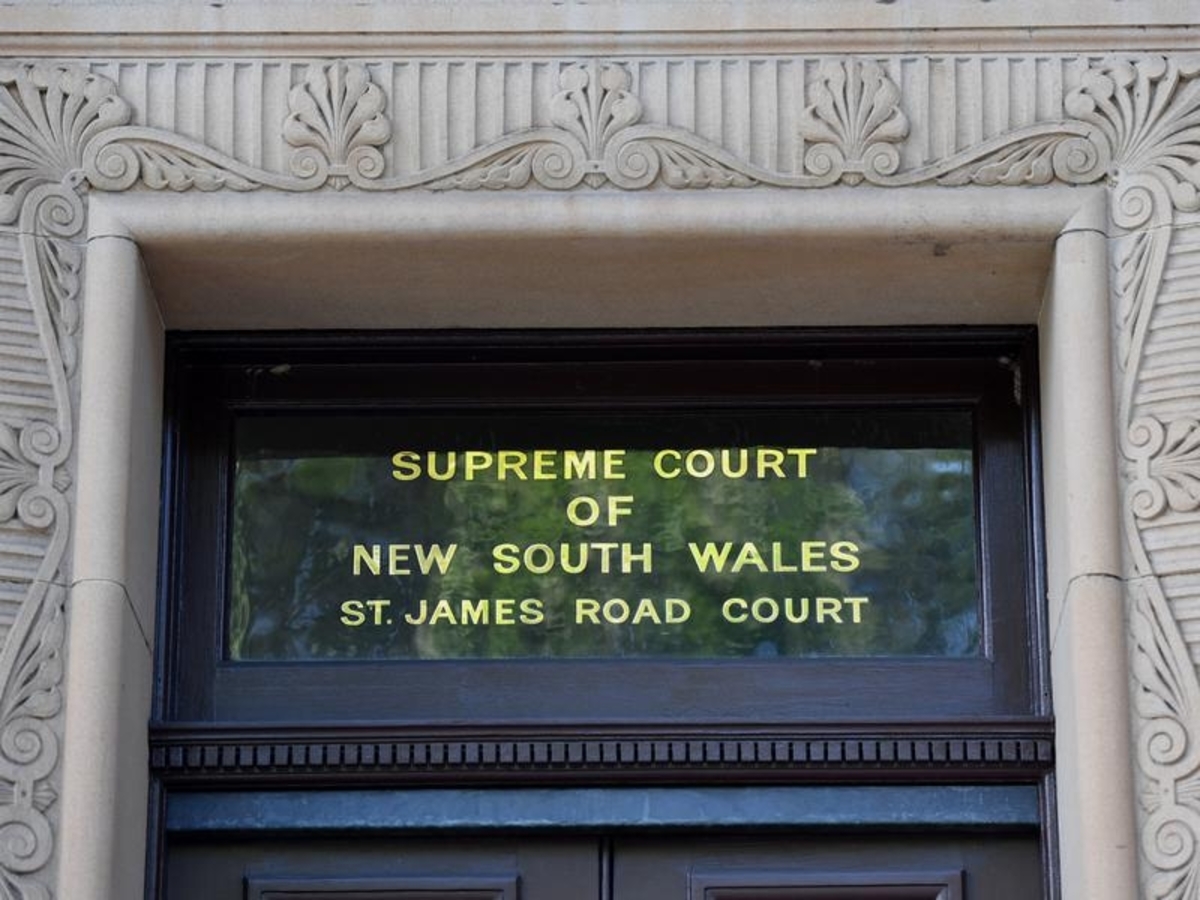 SUPREME COURT
OF
NEW SOUTH WALES
ST. JAMES ROAD COURT